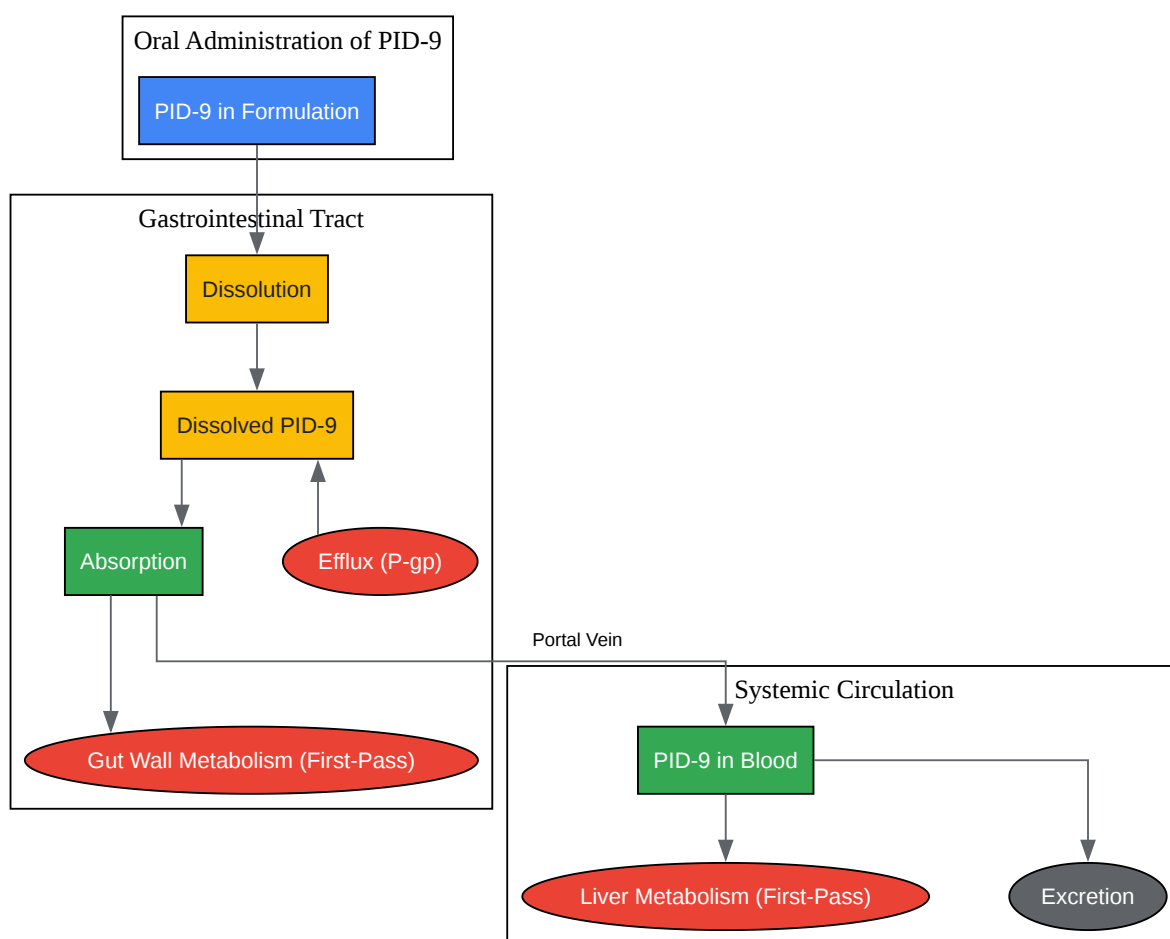 Oral Administration of PID-9
PID-9 in Formulation
Gastrointestinal Tract
Dissolution
Dissolved PID-9
Absorption
Efflux (P-gp)
Portal Vein
Systemic Circulation
Gut Wall Metabolism (First-Pass)
PID-9 in Blood
Liver Metabolism (First-Pass)
Excretion